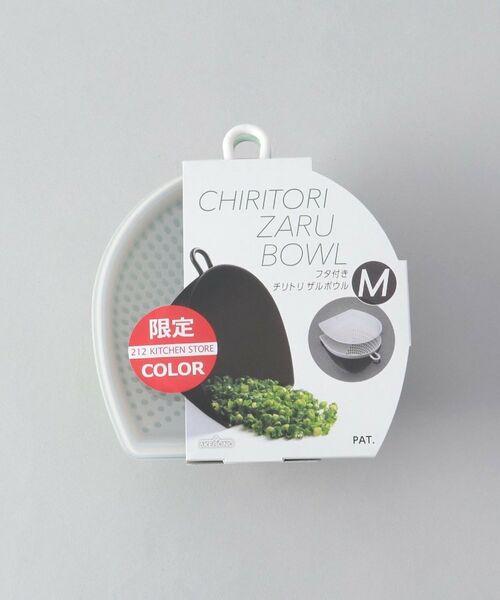 CHIRITORI
ZARU
BOWL
フタ付き
チリトリ ザルボウル
M
限定
212 KITCHEN STORE
COLOR
AKEBONO
PAT.